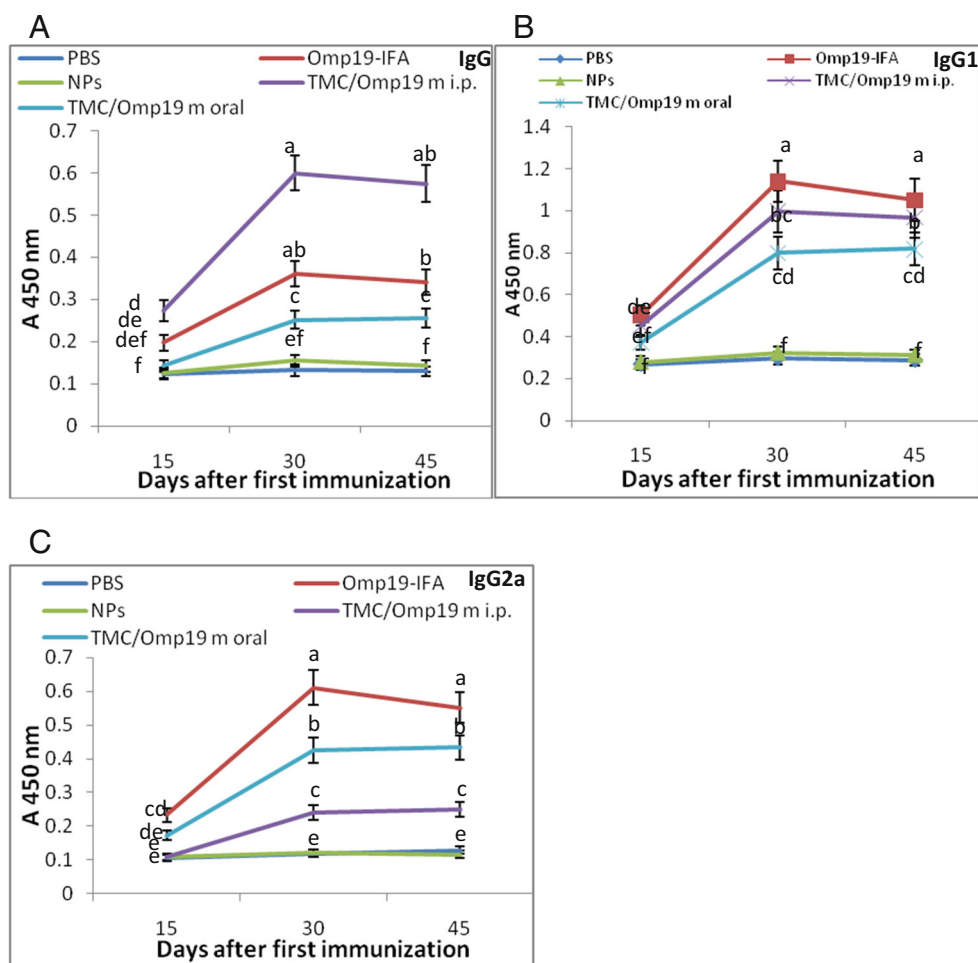 A
PBS Omp19-IFA IgG
NPs TMC/Omp19 m i.p.
TMC/Omp19 m oral
A 450 nm
0.7
0.6
0.5
0.4
0.3
0.2
0.1
0
a ab
ab b
d c e
de
def ef f
f
15 30 45
Days after first immunization
B
PBS Omp19-IFA IgG1
NPs TMC/Omp19 m i.p.
TMC/Omp19 m oral
A 450 nm
1.4
1.2
1
0.8
0.6
0.4
0.2
0
a a
bc b
cd cd
de
ef
f f f
15 30 45
Days after first immunization
C
PBS Omp19-IFA IgG2a
NPs TMC/Omp19 m i.p.
TMC/Omp19 m oral
A 450 nm
0.7
0.6
0.5
0.4
0.3
0.2
0.1
0
a a
b b
cd c c
de
e
e e e
15 30 45
Days after first immunization